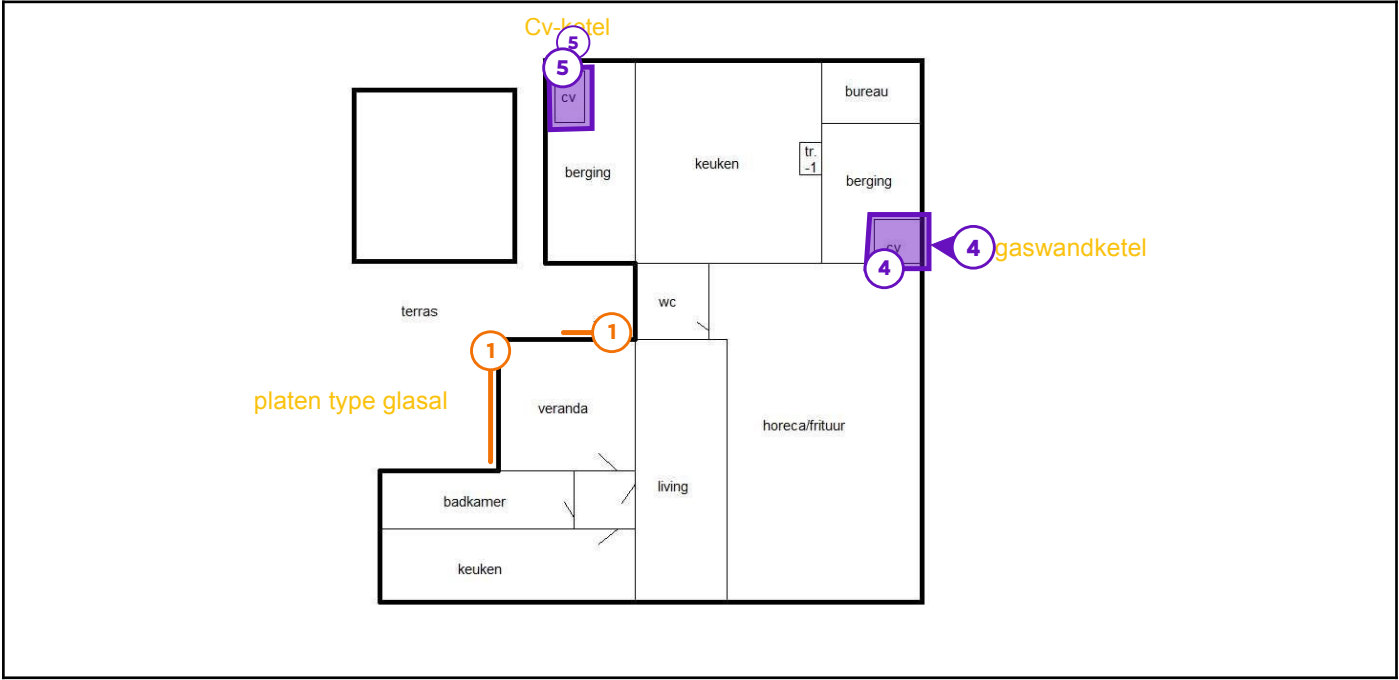 Cv-ketel
5
5
cv
bureau
tr.
-1
keuken
berging
berging
cv
4
gaswandketel
4
wc
terras
1
1
platen type glasal
veranda
horeca/frituur
living
badkamer
keuken